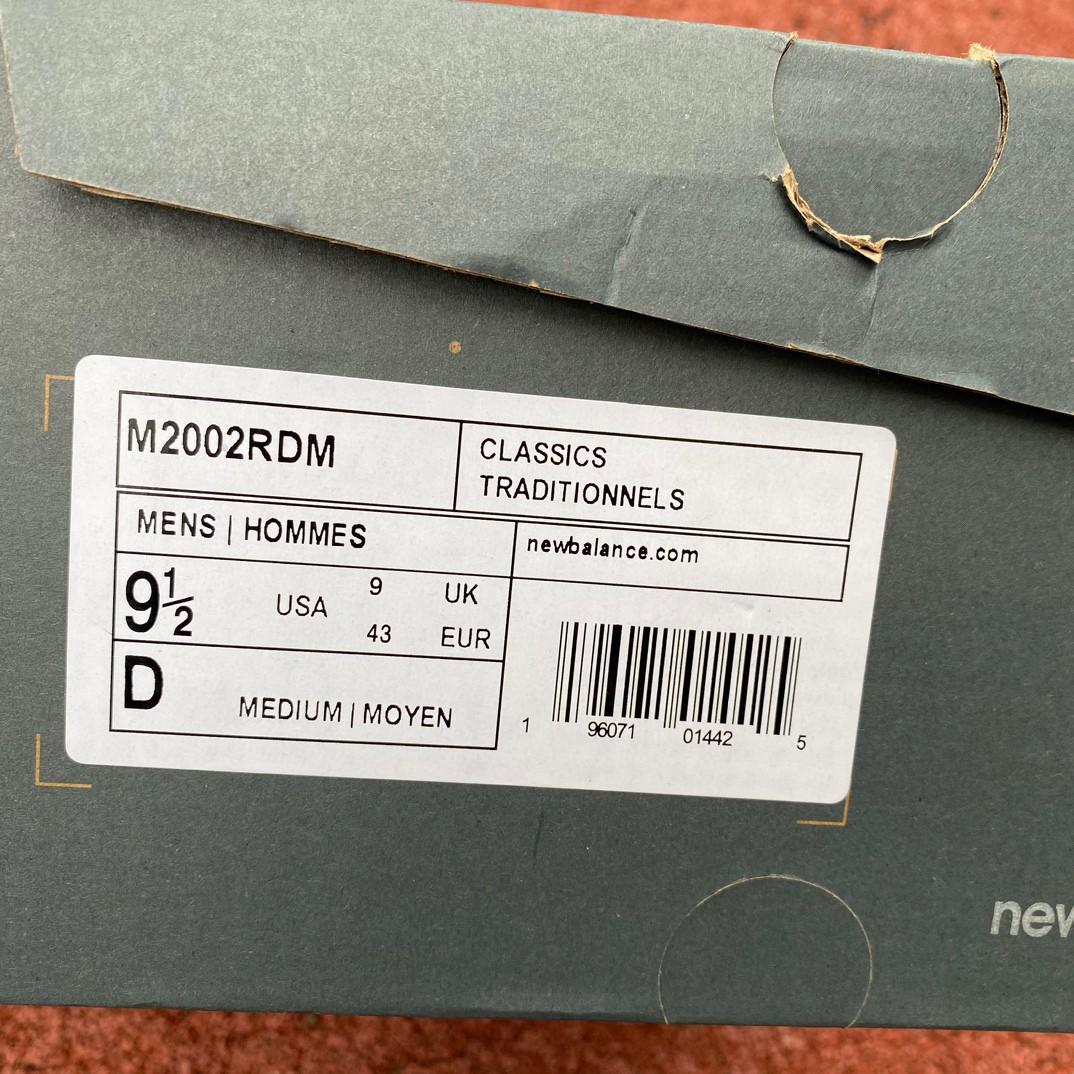 M2002RDM
CLASSICS
TRADITIONNELS
MENS | HOMMES
newbalance.com
9½ USA
9 UK
43 EUR
D MEDIUM | MOYEN
1 96071 01442 5
new